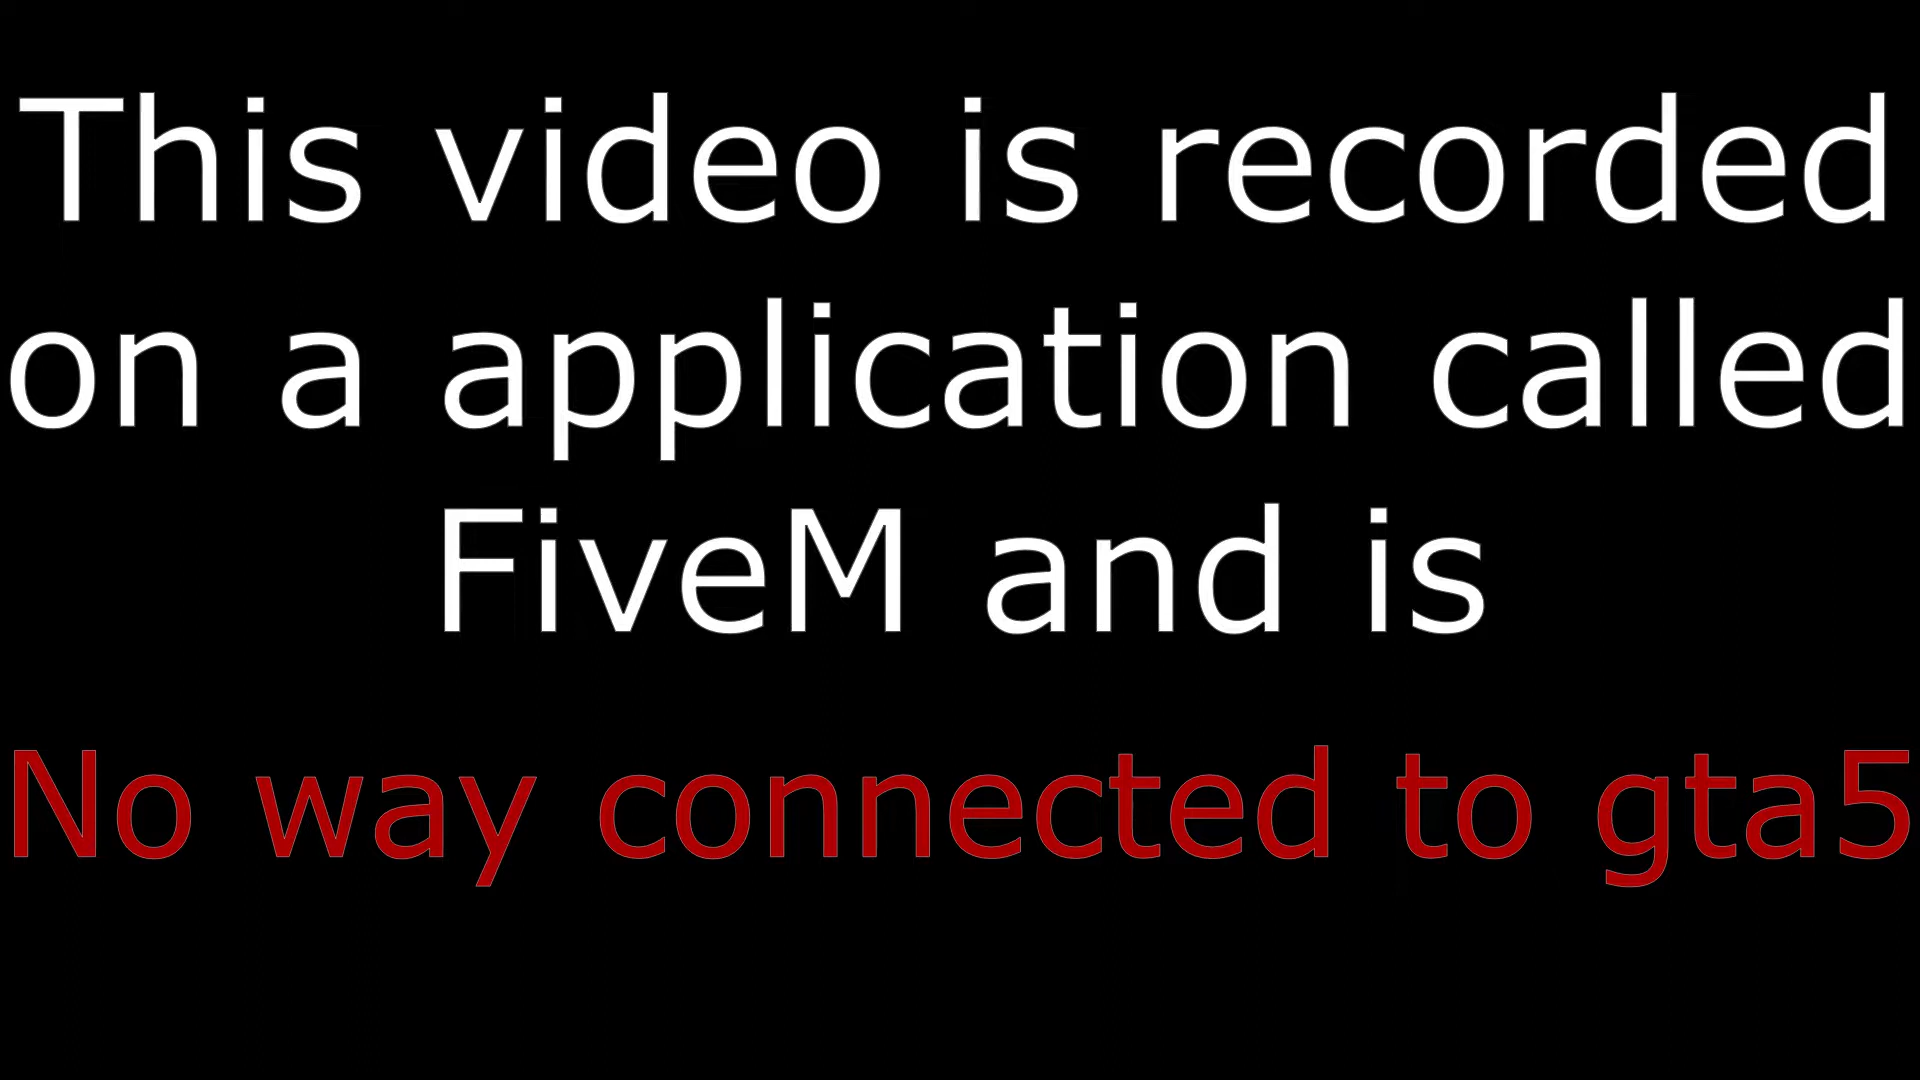 This video is recorded
on a application called
FiveM and is
No way connected to gta5